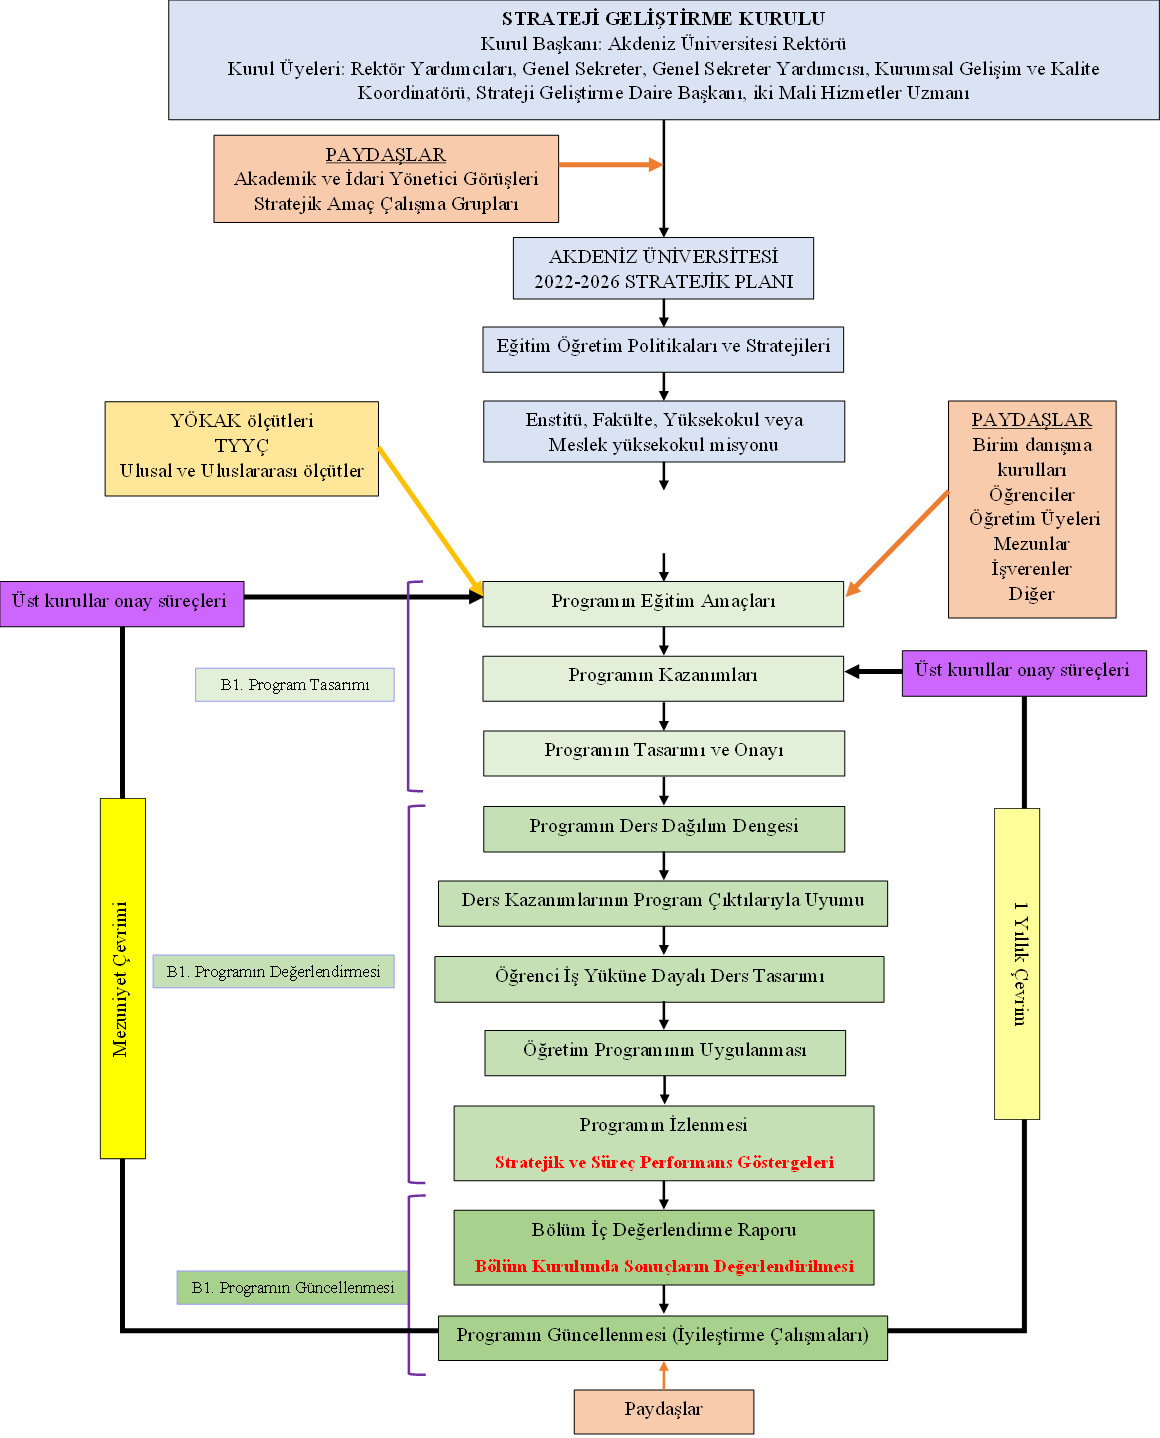 STRATEJİ GELİŞTİRME KURULU
Kurul Başkanı: Akdeniz Üniversitesi Rektörü
Kurul Üyeleri: Rektör Yardımcıları, Genel Sekreter, Genel Sekreter Yardımcısı, Kurumsal Gelişim ve Kalite
Koordinatörü, Strateji Geliştirme Daire Başkanı, iki Mali Hizmetler Uzmanı
PAYDAŞLAR
Akademik ve İdari Yönetici Görüşleri
Stratejik Amaç Çalışma Grupları
AKDENİZ ÜNİVERSİTESİ
2022-2026 STRATEJİK PLANI
Eğitim Öğretim Politikaları ve Stratejileri
YÖKAK ölçütleri
TYYÇ
Ulusal ve Uluslararası ölçütler
Enstitü, Fakülte, Yüksekokul veya
Meslek yüksekokul misyonu
PAYDAŞLAR
Birim danışma
kurulları
Öğrenciler
Öğretim Üyeleri
Mezunlar
İşverenler
Diğer
Üst kurullar onay süreçleri
Programın Eğitim Amaçları
B1. Program Tasarımı
Programın Kazanımları
Üst kurullar onay süreçleri
Programın Tasarımı ve Onayı
Programın Ders Dağılım Dengesi
Ders Kazanımlarının Program Çıktılarıyla Uyumu
Mezuniyet Çevrimi
B1. Programın Değerlendirmesi
Öğrenci İş Yüküne Dayalı Ders Tasarımı
1 Yıllık Çevrim
Öğretim Programının Uygulanması
Programın İzlenmesi
Stratejik ve Süreç Performans Göstergeleri
Bölüm İç Değerlendirme Raporu
Bölüm Kurulunda Sonuçların Değerlendirilmesi
B1. Programın Güncellenmesi
Programın Güncellenmesi (İyileştirme Çalışmaları)
Paydaşlar